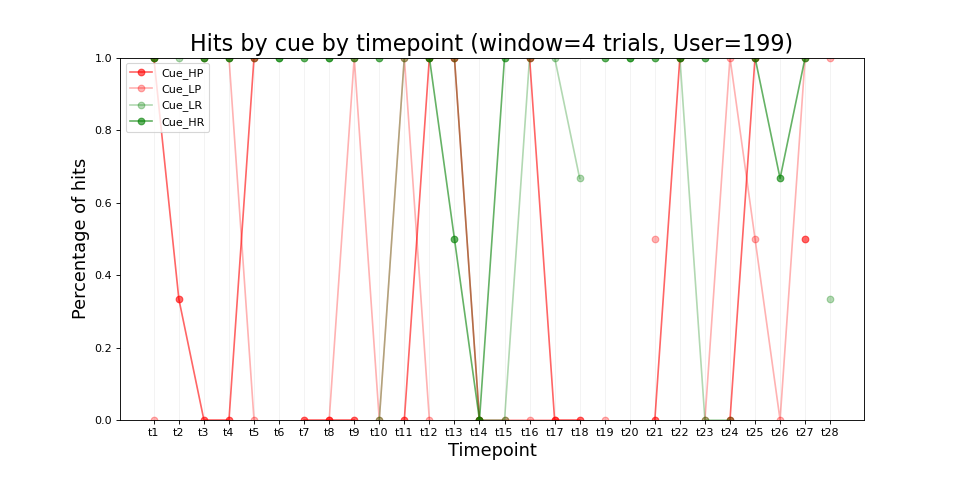 Hits by cue by timepoint (window=4 trials, User=199)
Cue_HP
Cue_LP
Cue_LR
Cue_HR
Percentage of hits
1.0
0.8
0.6
0.4
0.2
0.0
t1 t2 t3 t4 t5 t6 t7 t8 t9 t10 t11 t12 t13 t14 t15 t16 t17 t18 t19 t20 t21 t22 t23 t24 t25 t26 t27 t28
Timepoint